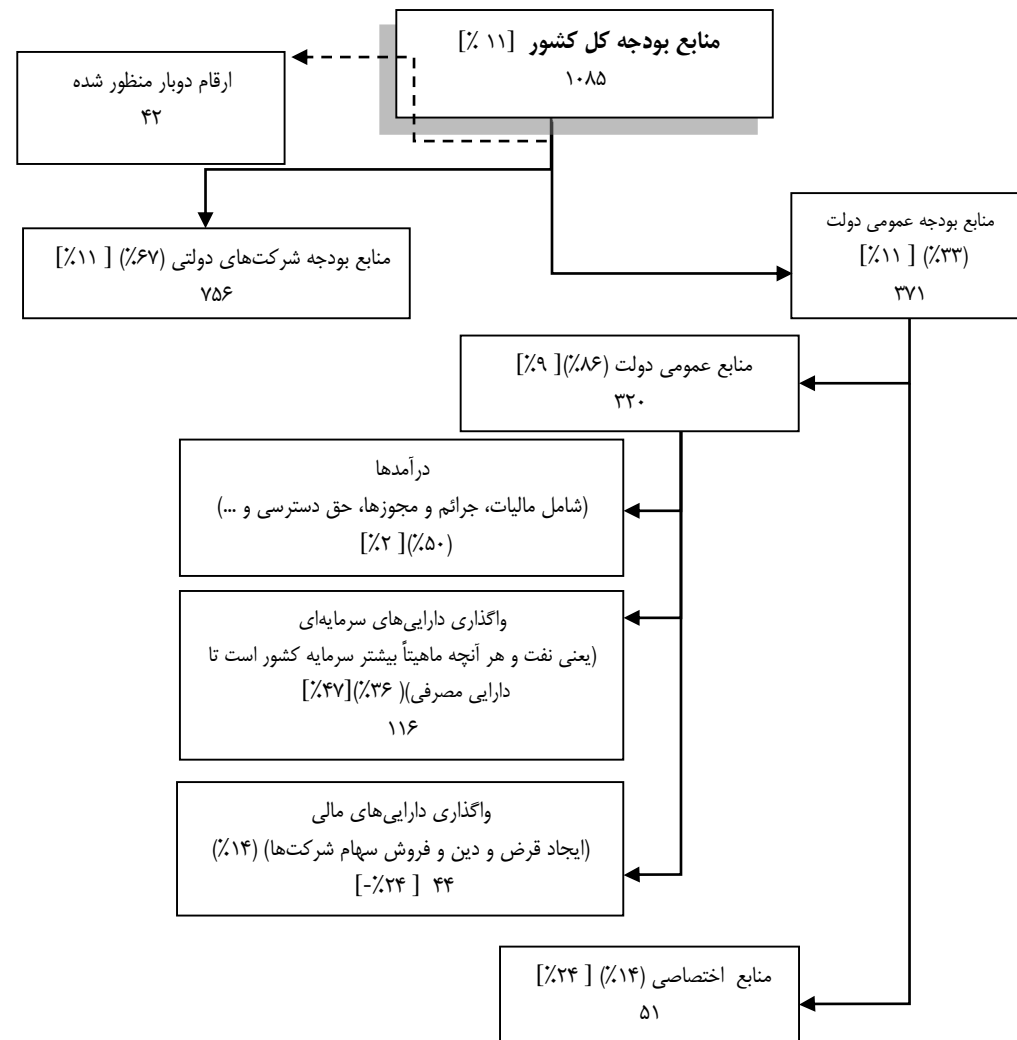 منابع بودجه کل کشور [۱۱ ٪]
۱۰۸۵
ارقام دوبار منظور شده
۴۲
منابع بودجه عمومی دولت
(۳۳٪) [ ۱۱٪]
۳۷۱
منابع بودجه شرکت‌های دولتی (۶۷٪) [ ۱۱٪]
۷۵۶
منابع عمومی دولت (۸۶٪)[ ۹٪]
۳۲۰
درآمدها
(شامل مالیات، جرائم و مجوزها، حق دسترسی و ...)
(۵۰٪)[ ۲٪]
واگذاری دارایی‌های سرمایه‌ای
(یعنی نفت و هر آنچه ماهیتاً بیشتر سرمایه کشور است تا
دارایی مصرفی)( ۳۶٪)[۴۷٪]
۱۱۶
واگذاری دارایی‌های مالی
(ایجاد قرض و دین و فروش سهام شرکت‌ها) (۱۴٪)
۴۴ [ ۲۴٪-]
منابع اختصاصی (۱۴٪) [ ۲۴٪]
۵۱